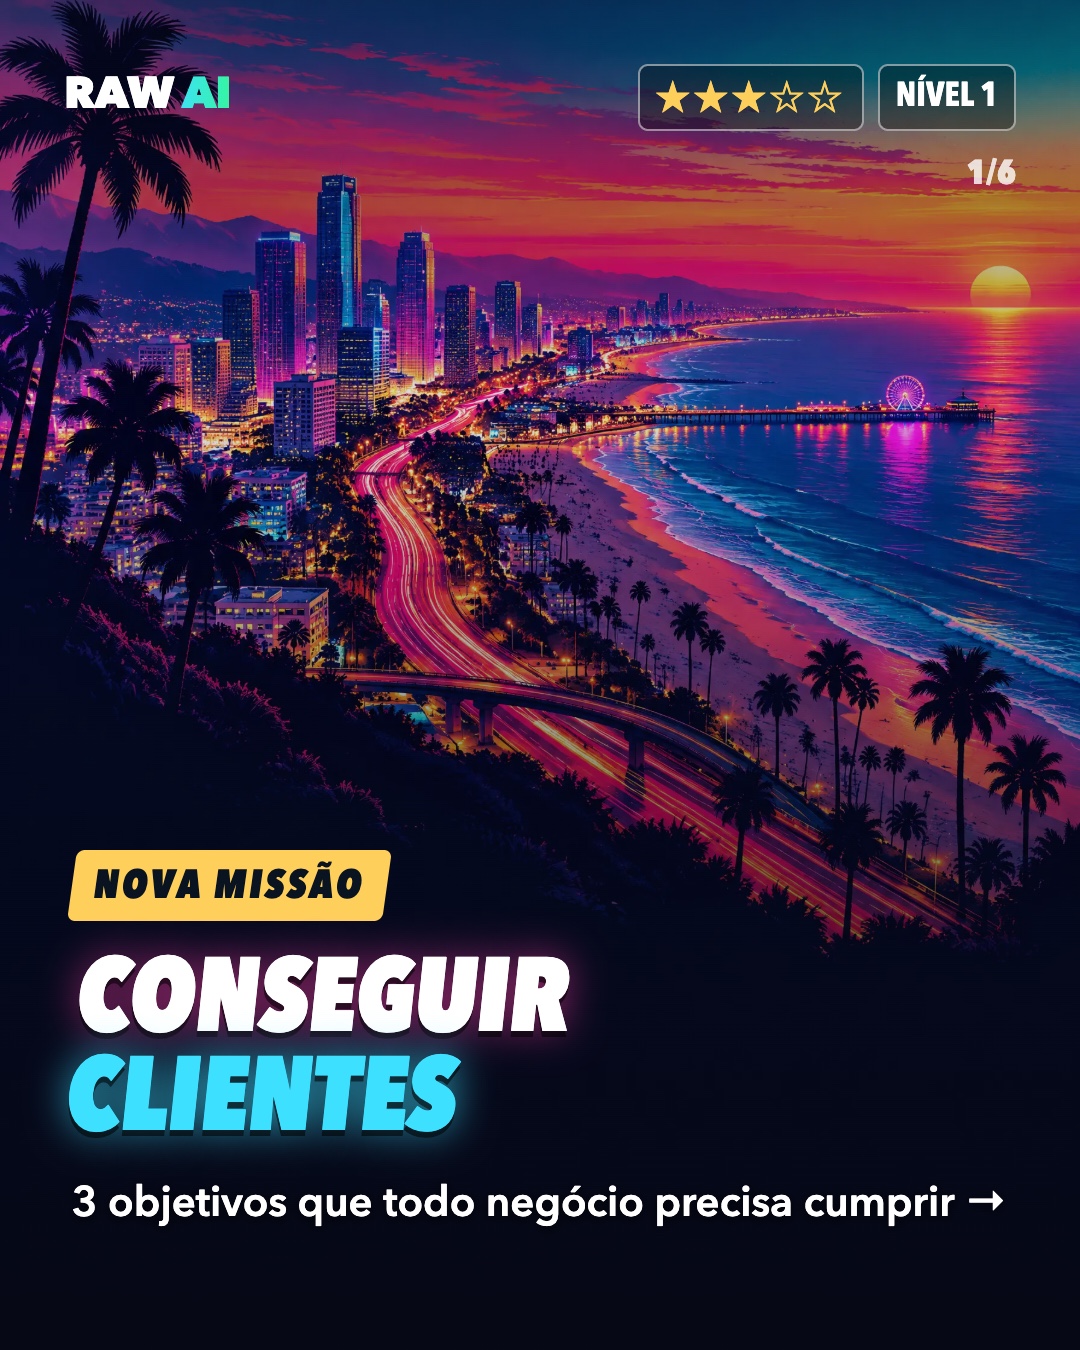 RAW AI
★★★☆☆
NÍVEL 1
1/6
NOVA MISSÃO
CONSEGUIR
CLIENTES
3 objetivos que todo negócio precisa cumprir →